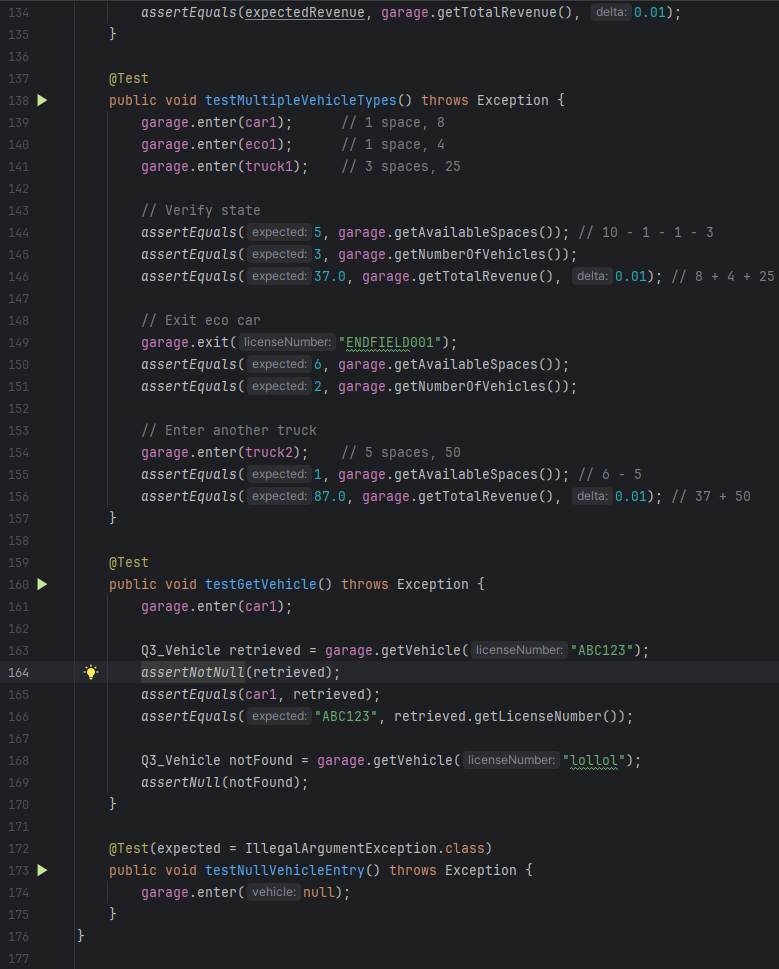 134 assertEquals(expectedRevenue, garage.getTotalRevenue(), delta: 0.01);
135 }
136
137 @Test
138 public void testMultipleVehicleTypes() throws Exception {
139 garage.enter(car1);      // 1 space, 8
140 garage.enter(eco1);      // 1 space, 4
141 garage.enter(truck1);    // 3 spaces, 25
142
143 // Verify state
144 assertEquals( expected: 5, garage.getAvailableSpaces()); // 10 - 1 - 1 - 3
145 assertEquals( expected: 3, garage.getNumberOfVehicles());
146 assertEquals( expected: 37.0, garage.getTotalRevenue(), delta: 0.01); // 8 + 4 + 25
147
148 // Exit eco car
149 garage.exit( licenseNumber: "ENDFIELD001");
150 assertEquals( expected: 6, garage.getAvailableSpaces());
151 assertEquals( expected: 2, garage.getNumberOfVehicles());
152
153 // Enter another truck
154 garage.enter(truck2);    // 5 spaces, 50
155 assertEquals( expected: 1, garage.getAvailableSpaces()); // 6 - 5
156 assertEquals( expected: 87.0, garage.getTotalRevenue(), delta: 0.01); // 37 + 50
157 }
158
159 @Test
160 public void testGetVehicle() throws Exception {
161 garage.enter(car1);
162
163 Q3_Vehicle retrieved = garage.getVehicle( licenseNumber: "ABC123");
164 assertNotNull(retrieved);
165 assertEquals(car1, retrieved);
166 assertEquals( expected: "ABC123", retrieved.getLicenseNumber());
167
168 Q3_Vehicle notFound = garage.getVehicle( licenseNumber: "lollol");
169 assertNull(notFound);
170 }
171
172 @Test(expected = IllegalArgumentException.class)
173 public void testNullVehicleEntry() throws Exception {
174 garage.enter( vehicle: null);
175 }
176 }
177